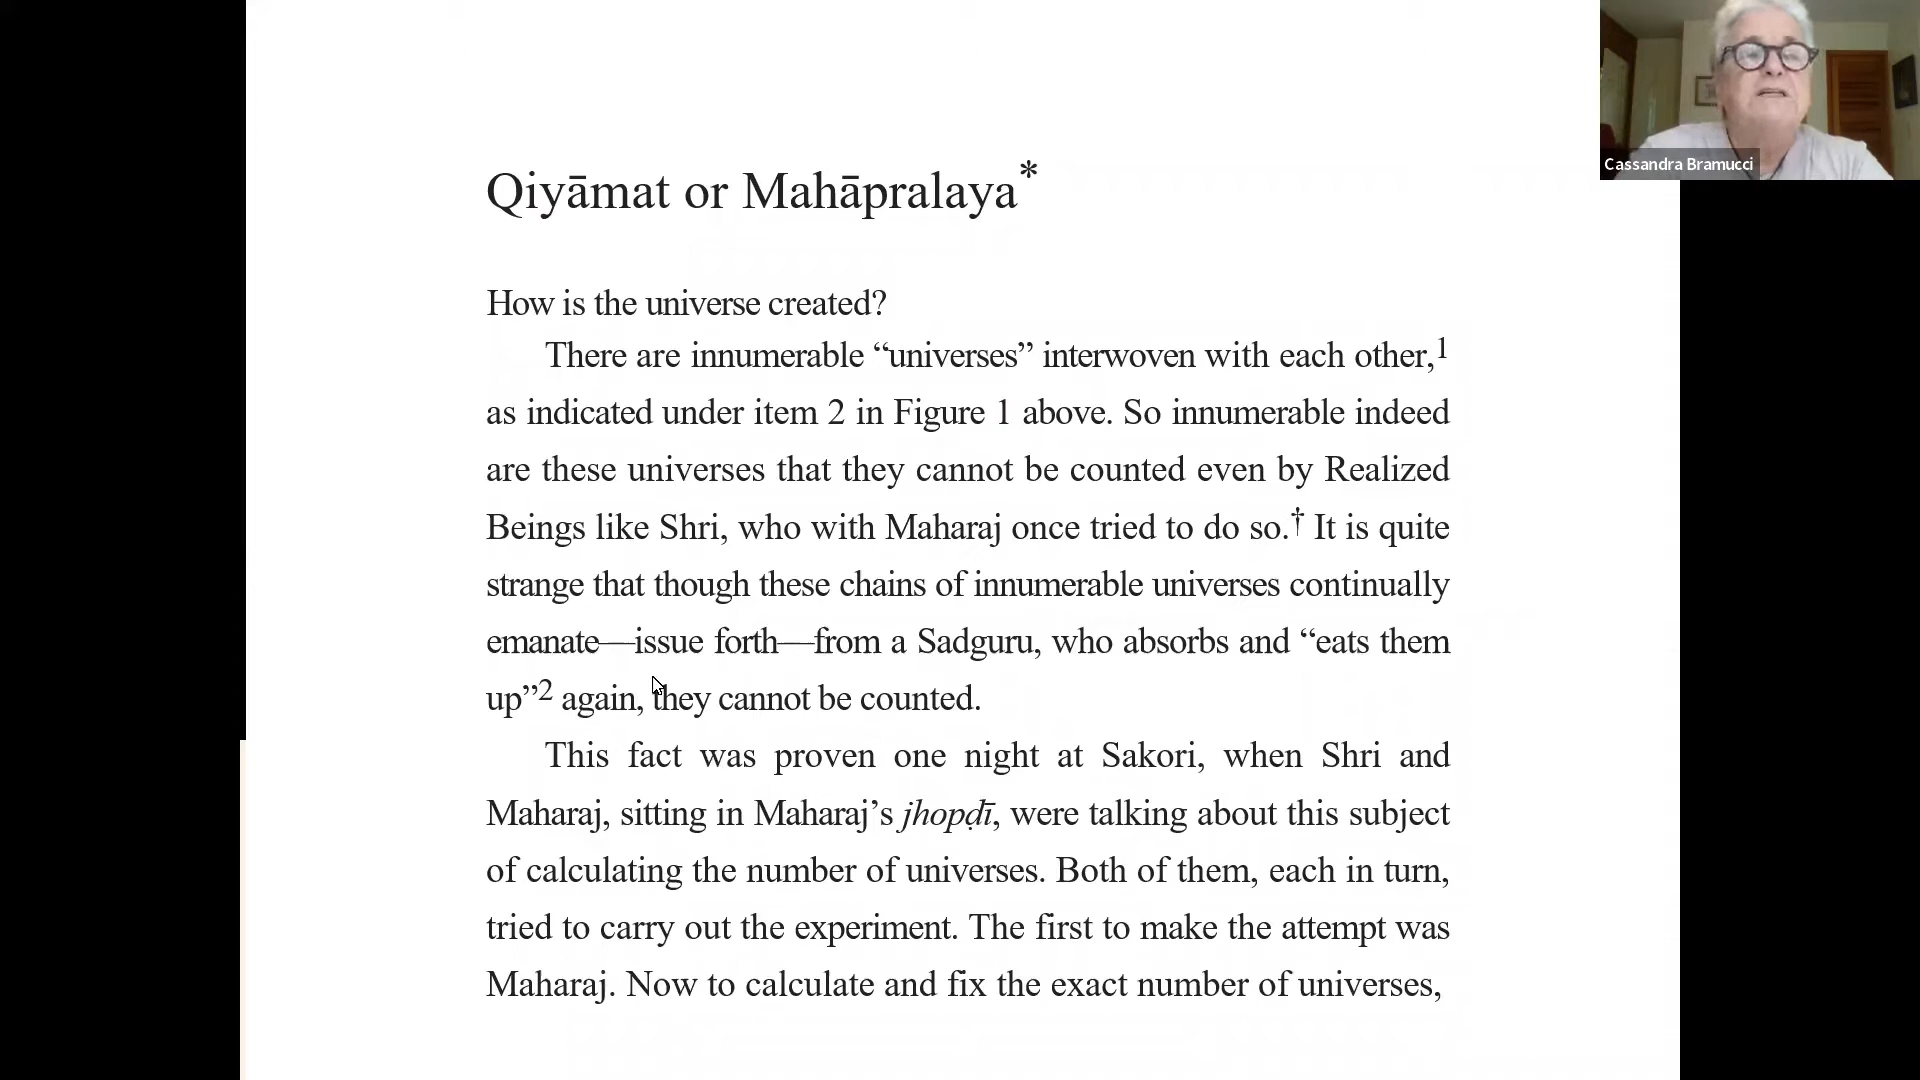 Qiyāmat or Mahāpralaya*
How is the universe created?
There are innumerable “universes” interwoven with each other,1
as indicated under item 2 in Figure 1 above. So innumerable indeed
are these universes that they cannot be counted even by Realized
Beings like Shri, who with Maharaj once tried to do so.† It is quite
strange that though these chains of innumerable universes continually
emanate—issue forth—from a Sadguru, who absorbs and “eats them
up”2 again, they cannot be counted.
This fact was proven one night at Sakori, when Shri and
Maharaj, sitting in Maharaj’s jhopḍī, were talking about this subject
of calculating the number of universes. Both of them, each in turn,
tried to carry out the experiment. The first to make the attempt was
Maharaj. Now to calculate and fix the exact number of universes,
Cassandra Bramucci